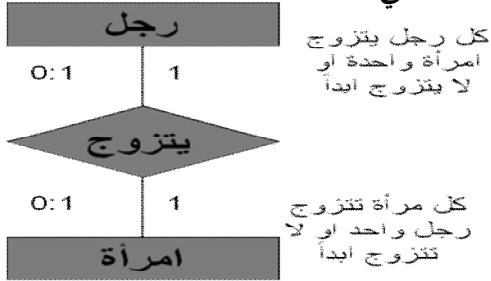 رجل
كل رجل يتزوج
امرأة واحدة او
لا يتزوج ابداً
0:1 1
يتزوج
0:1 1
كل مرأة تتزوج
رجل واحد او لا
تتزوج ابداً
امرأة